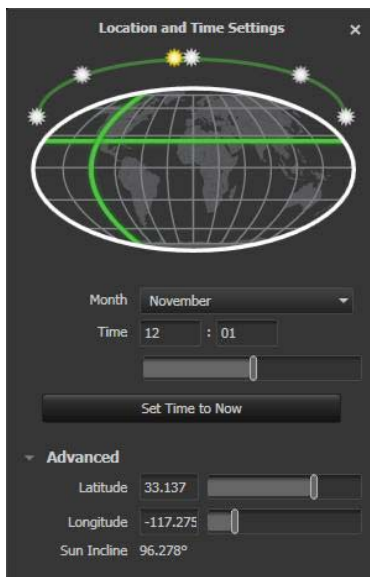 Location and Time Settings ×
Month November
Time 12 : 01
Set Time to Now
Advanced
Latitude 33.137
Longitude -117.275
Sun Incline 96.278°